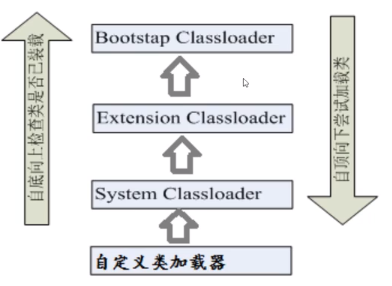 Bootstap Classloader
Extension Classloader
System Classloader
自定义类加载器
自底向上检查类是否已装载
自顶向下尝试加载类